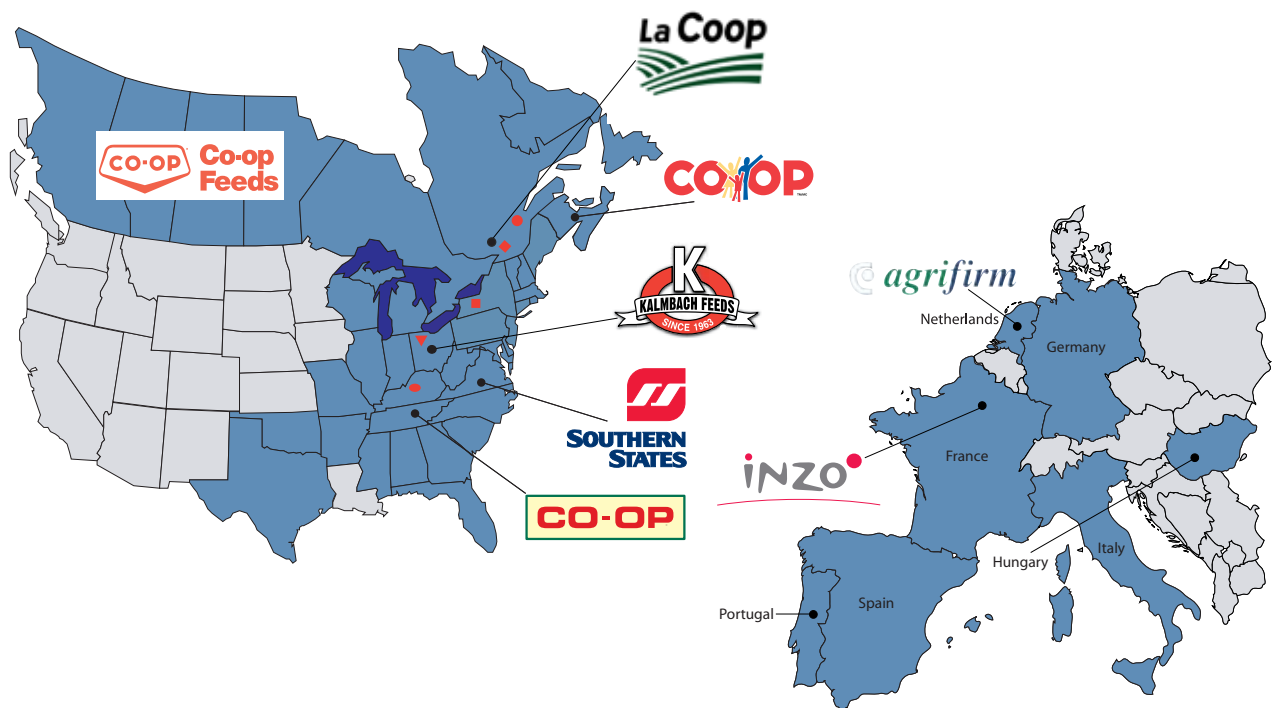 La Coop
CO-OP
Co-op
Feeds
COOP
K
KALMBACH FEEDS
SINCE 1963
agrifirm
Netherlands
Germany
SOUTHERN
STATES
iNZO
France
CO-OP
Hungary
Italy
Portugal
Spain